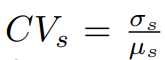 CV_s = \frac{\sigma_s}{\mu_s}